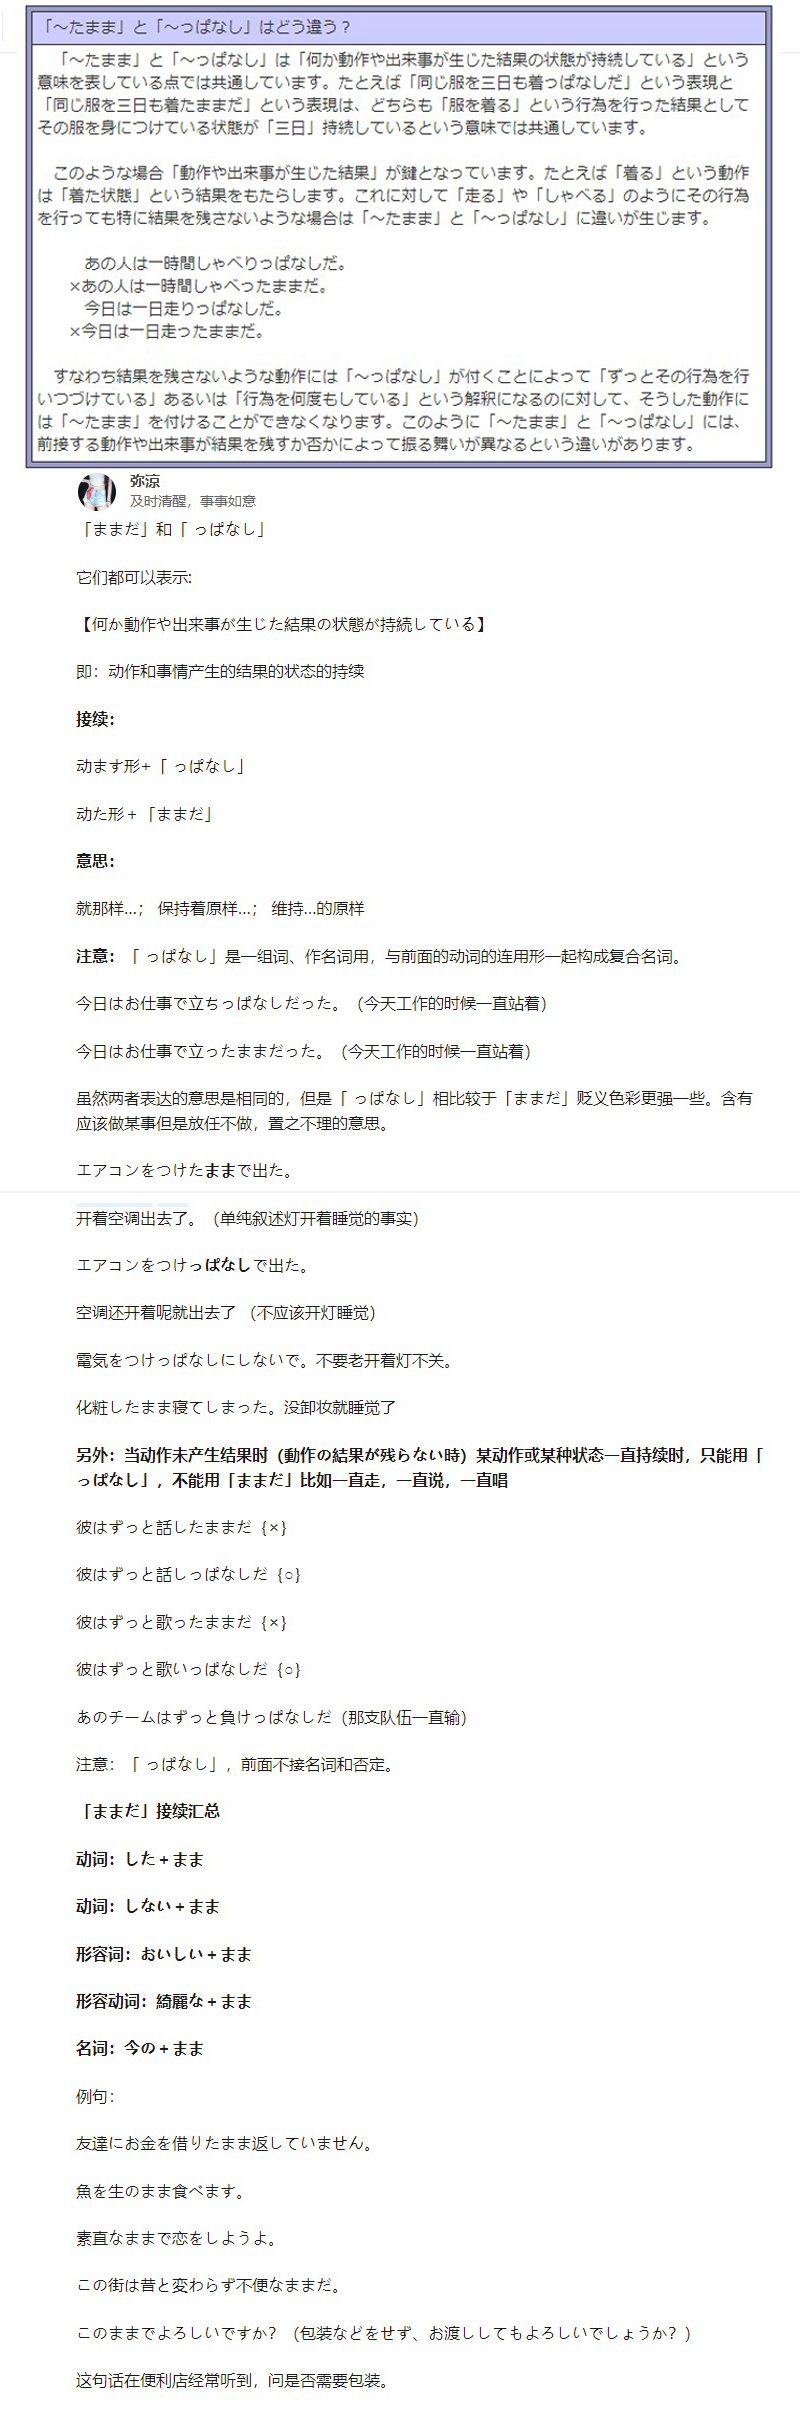 「～たまま」と「～っぱなし」はどう違う？
「～たまま」と「～っぱなし」は「何か動作や出来事が生じた結果の状態が持続している」という
意味を表している点では共通しています。たとえば「同じ服を三日も着っぱなしだ」という表現と
「同じ服を三日も着たままだ」という表現は、どちらも「服を着る」という行為を行った結果として
その服を身につけている状態が「三日」持続しているという意味では共通しています。
このような場合「動作や出来事が生じた結果」が鍵となっています。たとえば「着る」という動作
は「着た状態」という結果をもたらします。これに対して「走る」や「しゃべる」のようにその行為
を行っても特に結果を残さないような場合は「～たまま」と「～っぱなし」に違いが生じます。
あの人は一時間しゃべりっぱなしだ。
×あの人は一時間しゃべったままだ。
今日は一日走りっぱなしだ。
×今日は一日走ったままだ。
すなわち結果を残さないような動作には「～っぱなし」が付くことによって「ずっとその行為を行
いつづけている」あるいは「行為を何度もしている」という解釈になるのに対して、そうした動作に
は「～たまま」を付けることができなくなります。このように「～たまま」と「～っぱなし」には、
前接する動作や出来事が結果を残すか否かによって振る舞いが異なるという違いがあります。
弥涼
及时清醒，事事如意
「ままだ」和「 っぱなし」
它们都可以表示:
【何か動作や出来事が生じた結果の状態が持続している】
即：动作和事情产生的结果的状态的持续
接续：
动ます形+「 っぱなし」
动た形 + 「ままだ」
意思：
就那样...； 保持着原样...； 维持...的原样
注意：「 っぱなし」是一组词、作名词用，与前面的动词的连用形一起构成复合名词。
今日はお仕事で立ちっぱなしだった。（今天工作的时候一直站着）
今日はお仕事で立ったままだった。（今天工作的时候一直站着）
虽然两者表达的意思是相同的，但是「 っぱなし」相比较于「ままだ」贬义色彩更强一些。含有
应该做某事但是放任不做，置之不理的意思。
エアコンをつけたままで出た。
开着空调出去了。（单纯叙述灯开着睡觉的事实）
エアコンをつけっぱなしで出た。
空调还开着呢就出去了 （不应该开灯睡觉）
電気をつけっぱなしにしないで。不要老开着灯不关。
化粧したまま寝てしまった。没卸妆就睡觉了
另外：当动作未产生结果时（動作の結果が残らない時）某动作或某种状态一直持续时，只能用「
っぱなし」，不能用「ままだ」比如一直走，一直说，一直唱
彼はずっと話したままだ｛×｝
彼はずっと話しっぱなしだ｛○｝
彼はずっと歌ったままだ｛×｝
彼はずっと歌いっぱなしだ｛○｝
あのチームはずっと負けっぱなしだ（那支队伍一直输）
注意：「 っぱなし」，前面不接名词和否定。
「ままだ」接续汇总
动词：した + まま
动词：しない + まま
形容词：おいしい + まま
形容动词：綺麗な + まま
名词：今の + まま
例句：
友達にお金を借りたまま返していません。
魚を生のまま食べます。
素直なままで恋をしようよ。
この街は昔と変わらず不便なままだ。
このままでよろしいですか？（包装などをせず、お渡ししてもよろしいでしょうか？）
这句话在便利店经常听到，问是否需要包装。